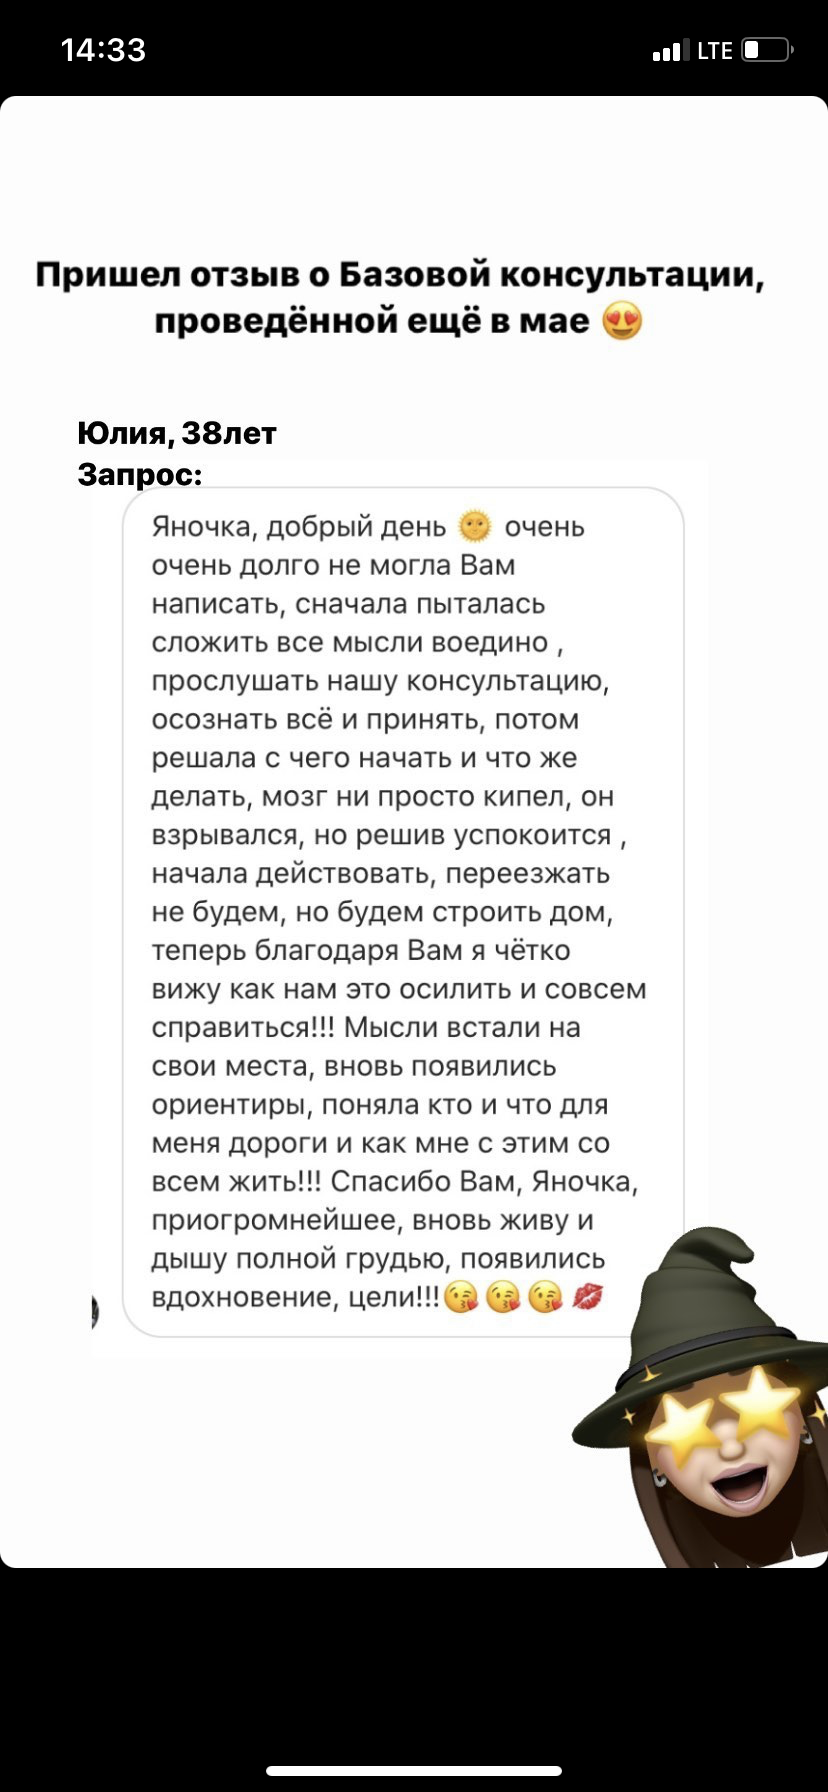 14:33
LTE
Пришел отзыв о Базовой консультации,
проведённой ещё в мае 😍
Юлия, 38лет
Запрос:
Яночка, добрый день 🌞 очень
очень долго не могла Вам
написать, сначала пыталась
сложить все мысли воедино ,
прослушать нашу консультацию,
осознать всё и принять, потом
решала с чего начать и что же
делать, мозг ни просто кипел, он
взрывался, но решив успокоится ,
начала действовать, переезжать
не будем, но будем строить дом,
теперь благодаря Вам я чётко
вижу как нам это осилить и совсем
справиться!!! Мысли встали на
свои места, вновь появились
ориентиры, поняла кто и что для
меня дороги и как мне с этим со
всем жить!!! Спасибо Вам, Яночка,
приогромнейшее, вновь живу и
дышу полной грудью, появились
вдохновение, цели!!!😘😘😘💋